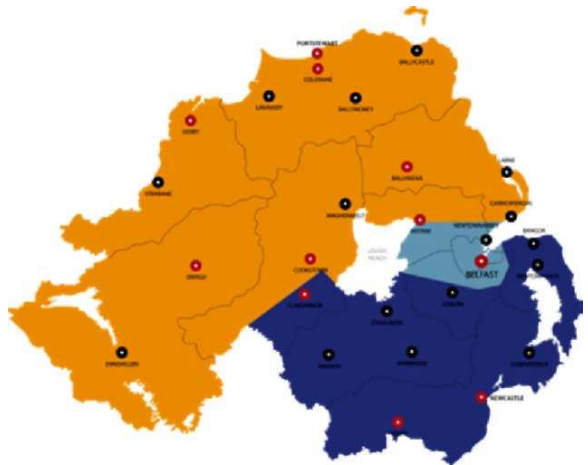 PORTSTEWART
COLERAINE
BALLYCASTLE
LIMAVADY
BALLYMONEY
DERRY
BALLYMENA
LARNE
STRABANE
MAGHERAFELT
CARRICKFERGUS
ANTRIM
NEWTOWNABBEY
BANGOR
LOUGH
NEAGH
BELFAST
OMAGH
COOKSTOWN
DUNGANNON
LISBURN
CRAIGAVON
ENNISKILLEN
ARMAGH
BANBRIDGE
DOWNPATRICK
NEWCASTLE